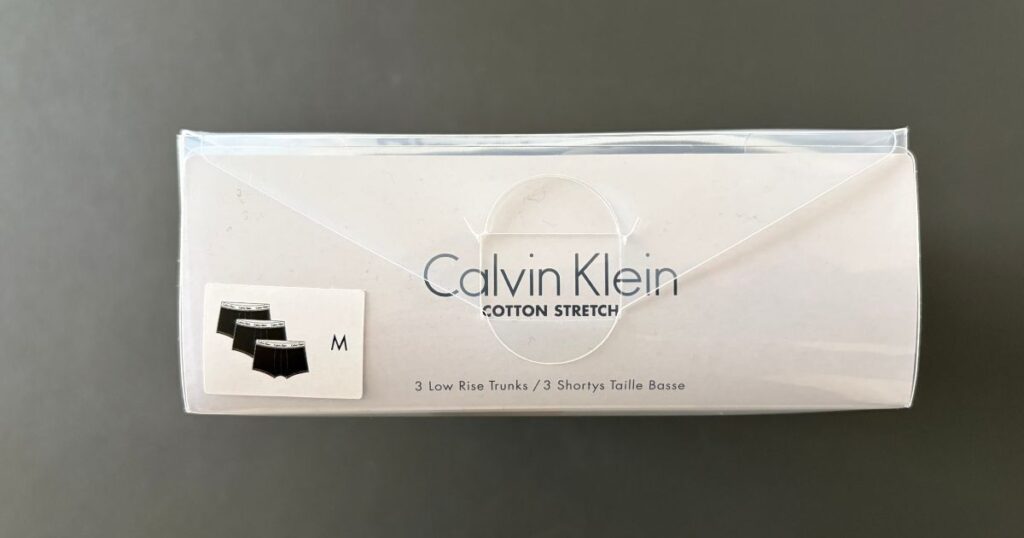 Calvin Klein
COTTON STRETCH
M
3 Low Rise Trunks / 3 Shortys Taille Basse